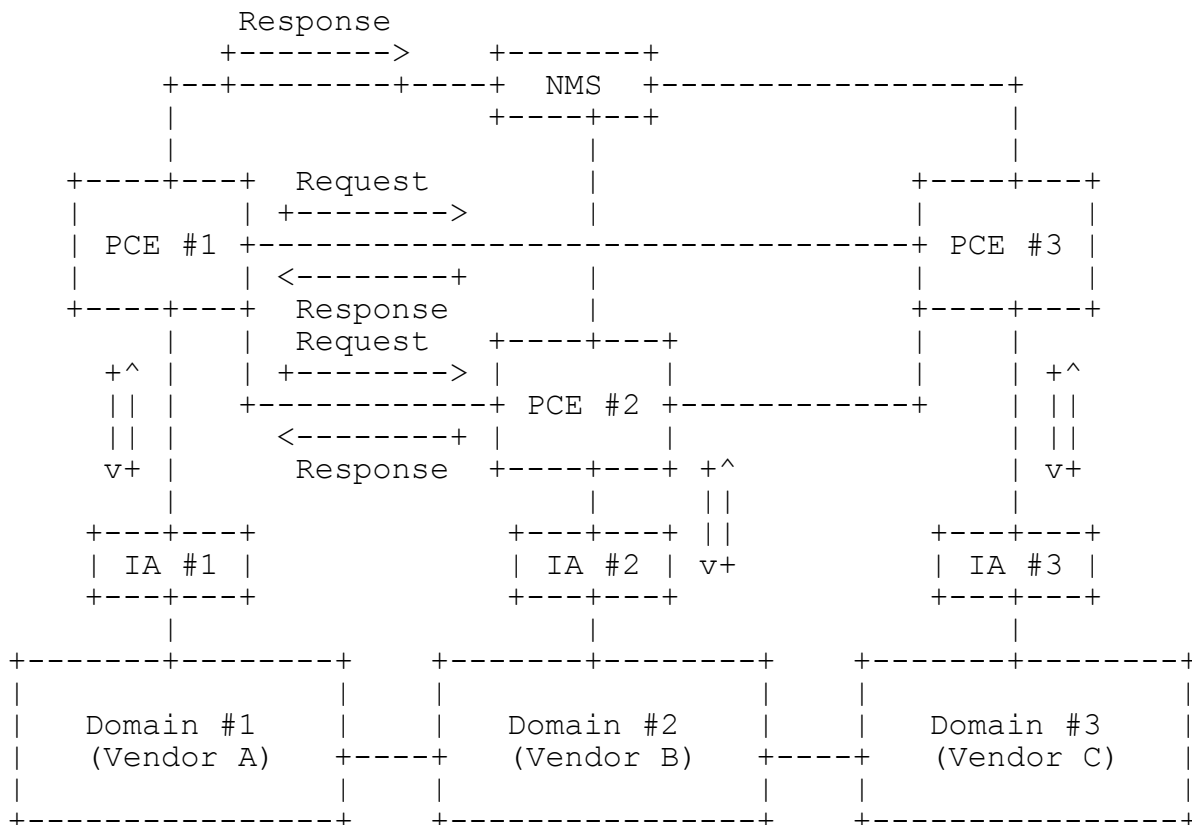 Response
NMS
Request
PCE #1 PCE #3
Response
Request
PCE #2
Response
IA #1 IA #2 IA #3
Domain #1 Domain #2 Domain #3
(Vendor A) (Vendor B) (Vendor C)